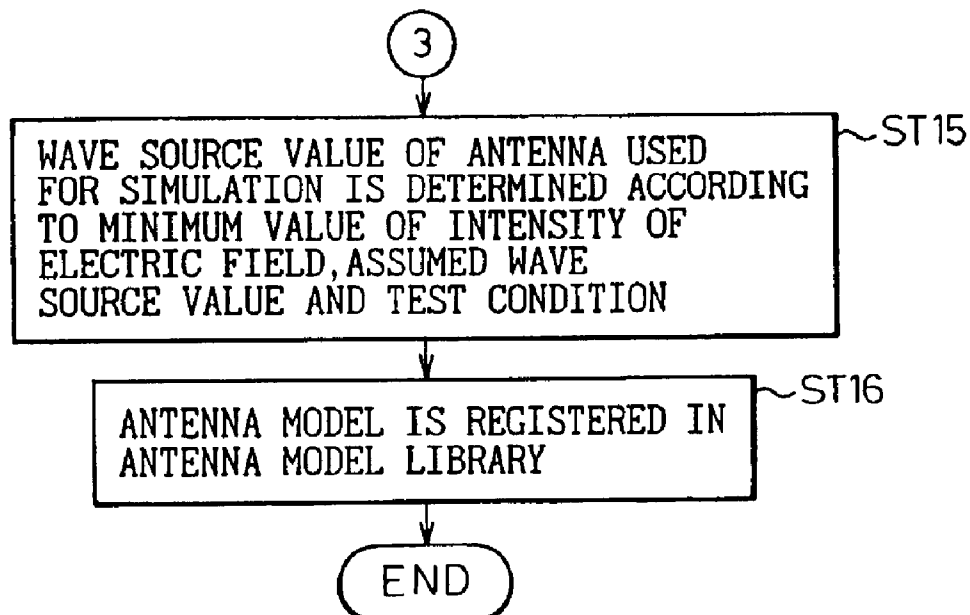 3
WAVE SOURCE VALUE OF ANTENNA USED
FOR SIMULATION IS DETERMINED ACCORDING
TO MINIMUM VALUE OF INTENSITY OF
ELECTRIC FIELD, ASSUMED WAVE
SOURCE VALUE AND TEST CONDITION
ST15
ANTENNA MODEL IS REGISTERED IN
ANTENNA MODEL LIBRARY
ST16
END